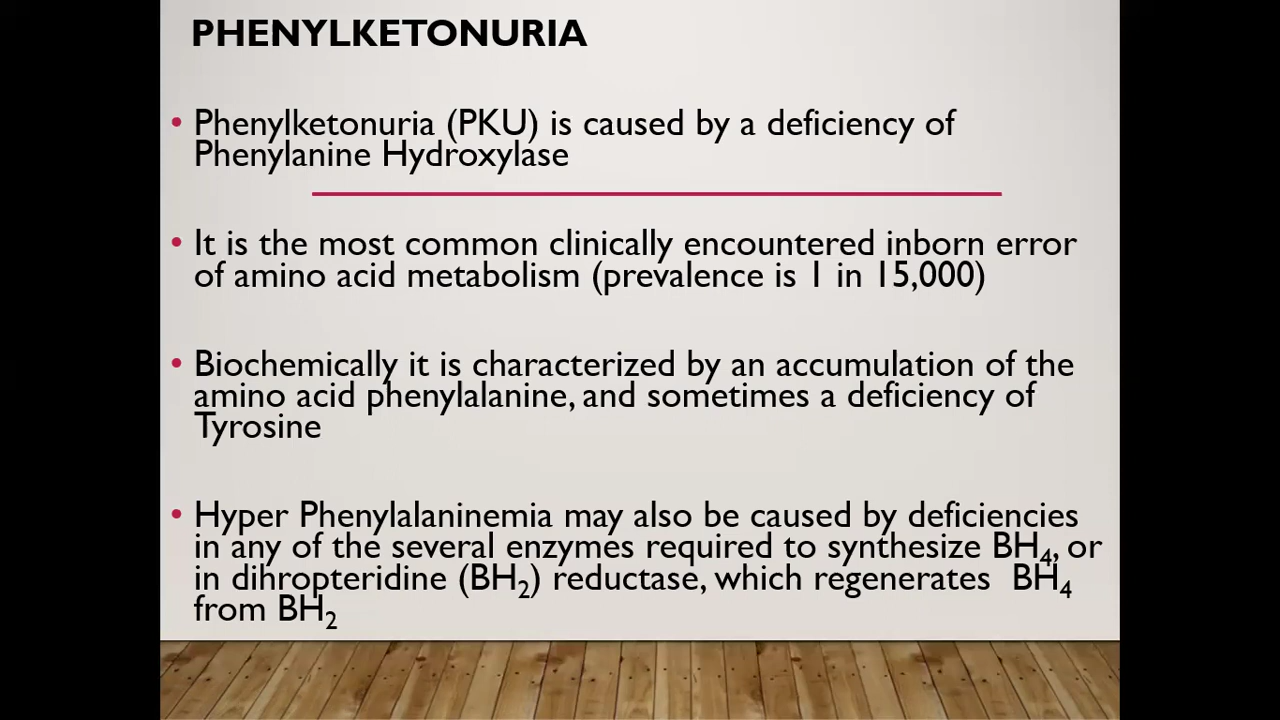 PHENYLKETONURIA
• Phenylketonuria (PKU) is caused by a deficiency of
Phenylanine Hydroxylase
• It is the most common clinically encountered inborn error
of amino acid metabolism (prevalence is 1 in 15,000)
• Biochemically it is characterized by an accumulation of the
amino acid phenylalanine, and sometimes a deficiency of
Tyrosine
• Hyper Phenylalaninemia may also be caused by deficiencies
in any of the several enzymes required to synthesize BH₄, or
in dihropteridine (BH₂) reductase, which regenerates BH₄
from BH₂